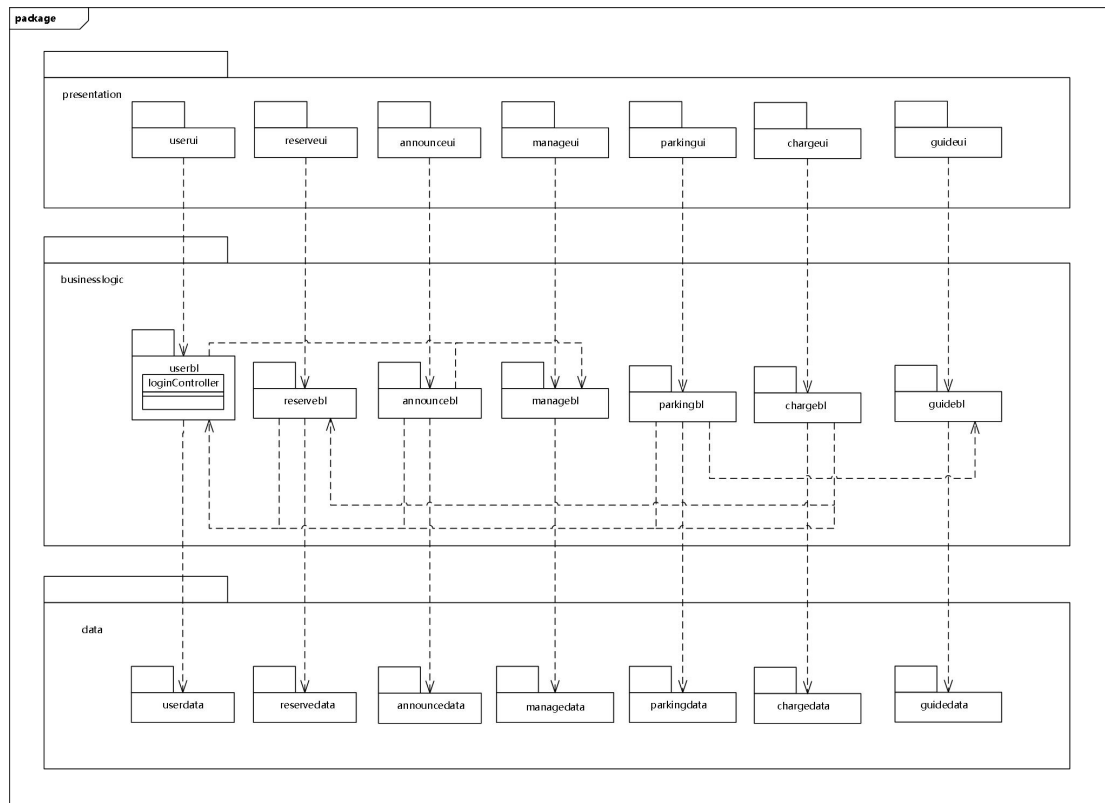 package
presentation
userui
reserveui
announceui
manageui
parkingui
chargeui
guideui
businesslogic
userbl
loginController
reservebl
announcebl
managebl
parkingbl
chargebl
guidebl
data
userdata
reservedata
announcedata
managedata
parkingdata
chargedata
guidedata